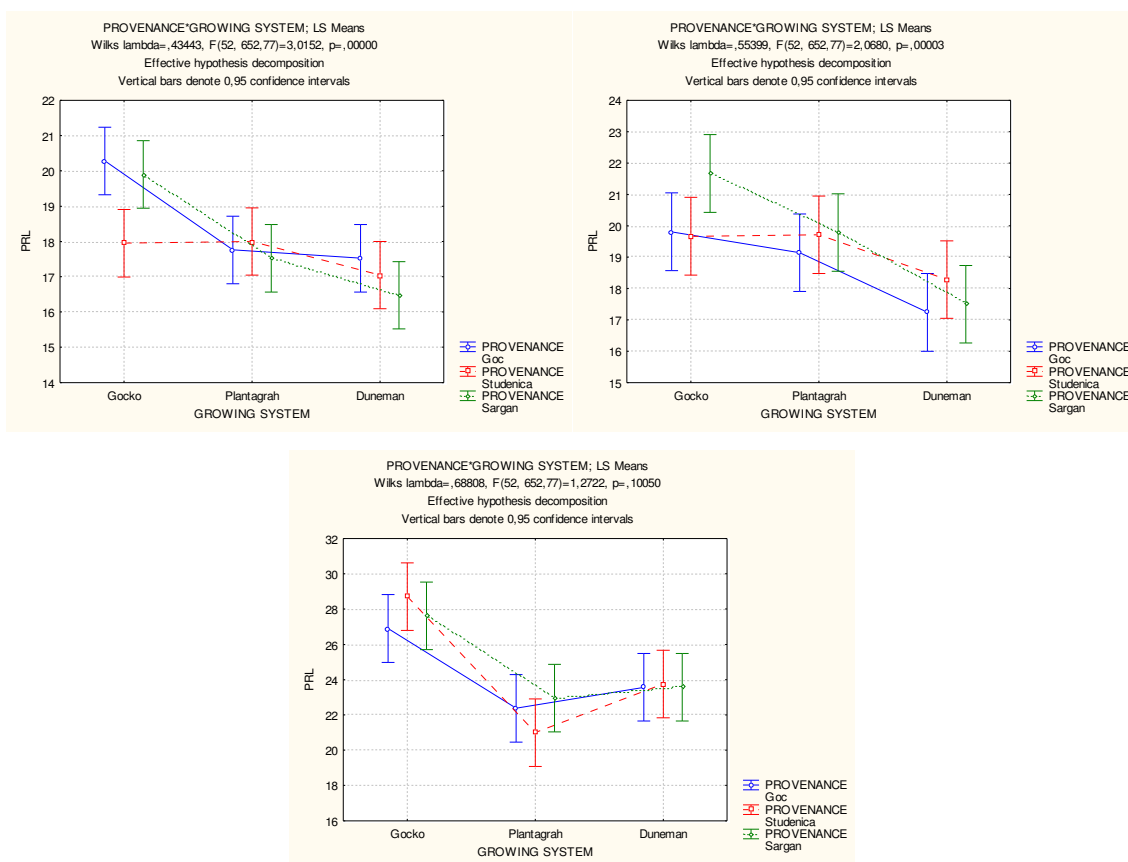 PROVENANCE*GROWING SYSTEM; LS Means
Wilks lambda=,43443, F(52, 652,77)=3,0152, p=,00000
Effective hypothesis decomposition
Vertical bars denote 0,95 confidence intervals
22
21
20
19
18
17
16
15
14
PRL
Gocko Plantagrah Duneman
GROWING SYSTEM
PROVENANCE
Goc
PROVENANCE
Studenica
PROVENANCE
Sargan
PROVENANCE*GROWING SYSTEM; LS Means
Wilks lambda=,55399, F(52, 652,77)=2,0680, p=,00003
Effective hypothesis decomposition
Vertical bars denote 0,95 confidence intervals
24
23
22
21
20
19
18
17
16
15
PRL
Gocko Plantagrah Duneman
GROWING SYSTEM
PROVENANCE
Goc
PROVENANCE
Studenica
PROVENANCE
Sargan
PROVENANCE*GROWING SYSTEM; LS Means
Wilks lambda=,68808, F(52, 652,77)=1,2722, p=,10050
Effective hypothesis decomposition
Vertical bars denote 0,95 confidence intervals
32
30
28
26
24
22
20
18
16
PRL
Gocko Plantagrah Duneman
GROWING SYSTEM
PROVENANCE
Goc
PROVENANCE
Studenica
PROVENANCE
Sargan